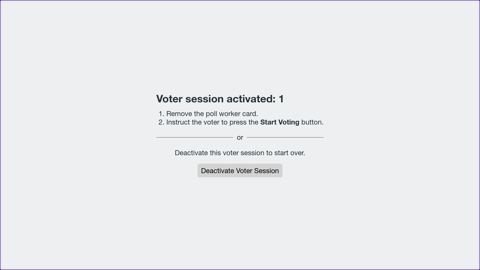 Voter session activated: 1
1. Remove the poll worker card.
2. Instruct the voter to press the Start Voting button.
or
Deactivate this voter session to start over.
Deactivate Voter Session